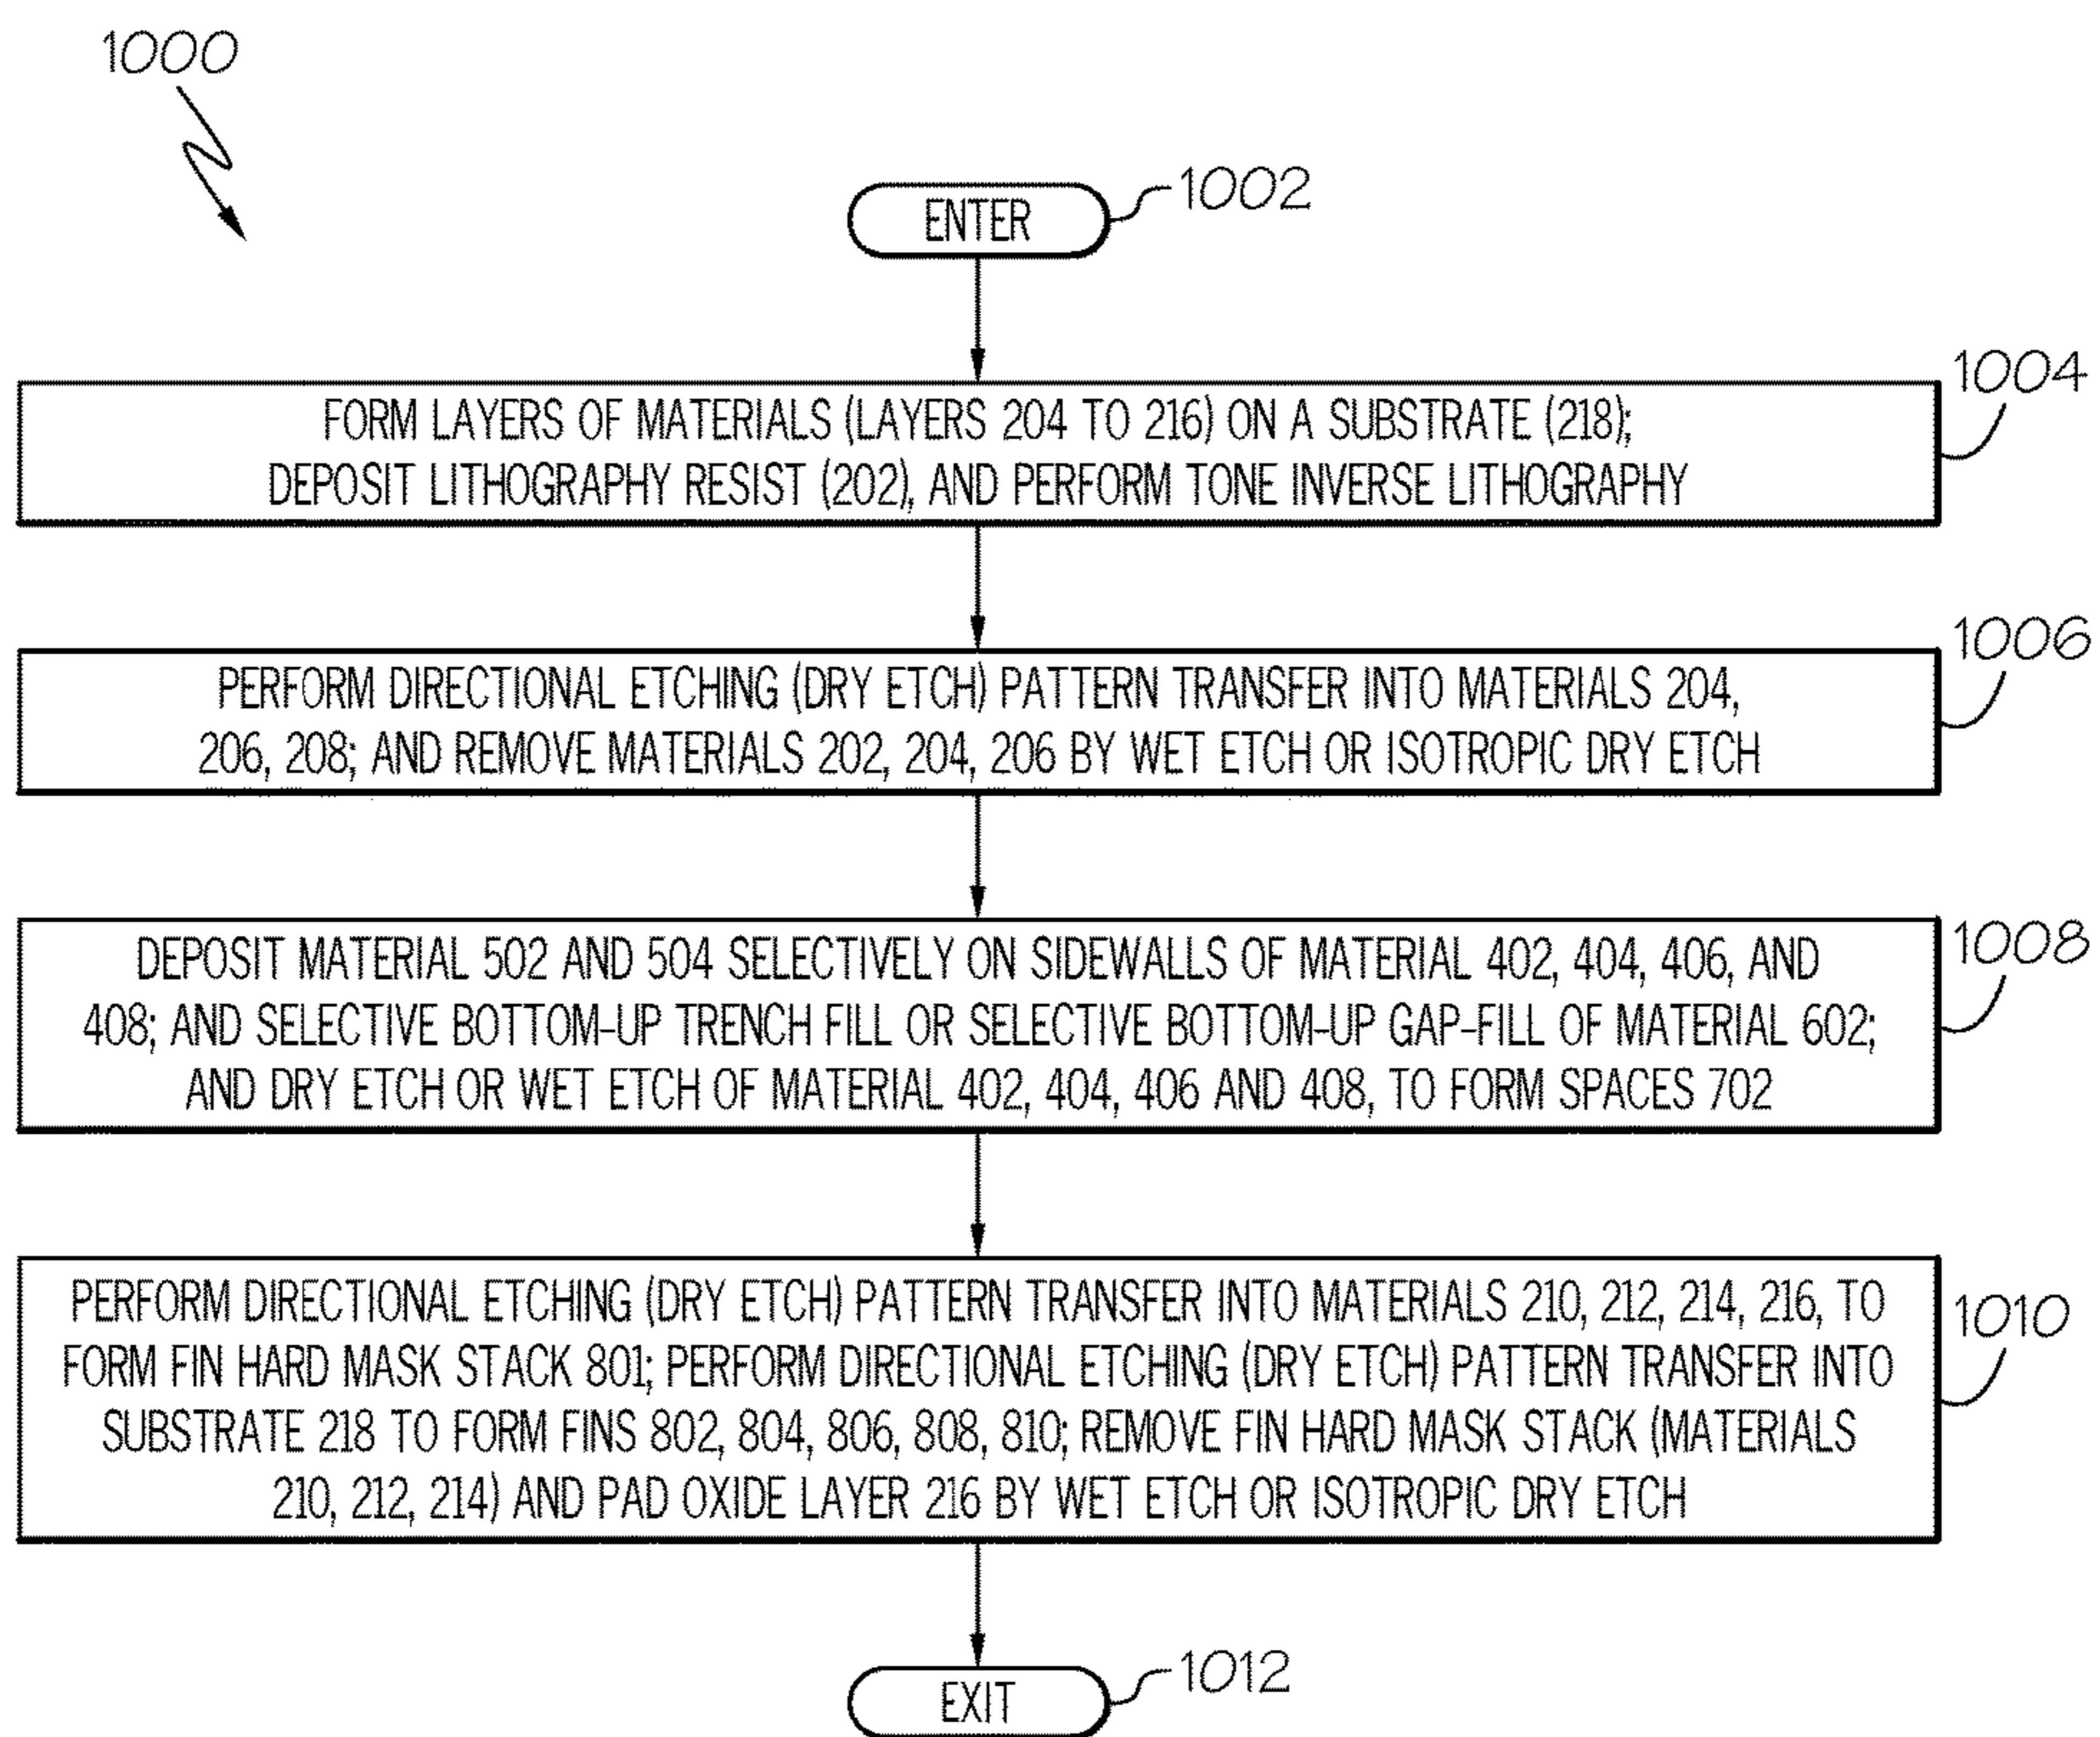 1000
ENTER
1002
1004
FORM LAYERS OF MATERIALS (LAYERS 204 TO 216) ON A SUBSTRATE (218);
DEPOSIT LITHOGRAPHY RESIST (202), AND PERFORM TONE INVERSE LITHOGRAPHY
1006
PERFORM DIRECTIONAL ETCHING (DRY ETCH) PATTERN TRANSFER INTO MATERIALS 204,
206, 208; AND REMOVE MATERIALS 202, 204, 206 BY WET ETCH OR ISOTROPIC DRY ETCH
1008
DEPOSIT MATERIAL 502 AND 504 SELECTIVELY ON SIDEWALLS OF MATERIAL 402, 404, 406, AND
408; AND SELECTIVE BOTTOM-UP TRENCH FILL OR SELECTIVE BOTTOM-UP GAP-FILL OF MATERIAL 602;
AND DRY ETCH OR WET ETCH OF MATERIAL 402, 404, 406 AND 408, TO FORM SPACES 702
1010
PERFORM DIRECTIONAL ETCHING (DRY ETCH) PATTERN TRANSFER INTO MATERIALS 210, 212, 214, 216, TO
FORM FIN HARD MASK STACK 801; PERFORM DIRECTIONAL ETCHING (DRY ETCH) PATTERN TRANSFER INTO
SUBSTRATE 218 TO FORM FINS 802, 804, 806, 808, 810; REMOVE FIN HARD MASK STACK (MATERIALS
210, 212, 214) AND PAD OXIDE LAYER 216 BY WET ETCH OR ISOTROPIC DRY ETCH
EXIT
1012